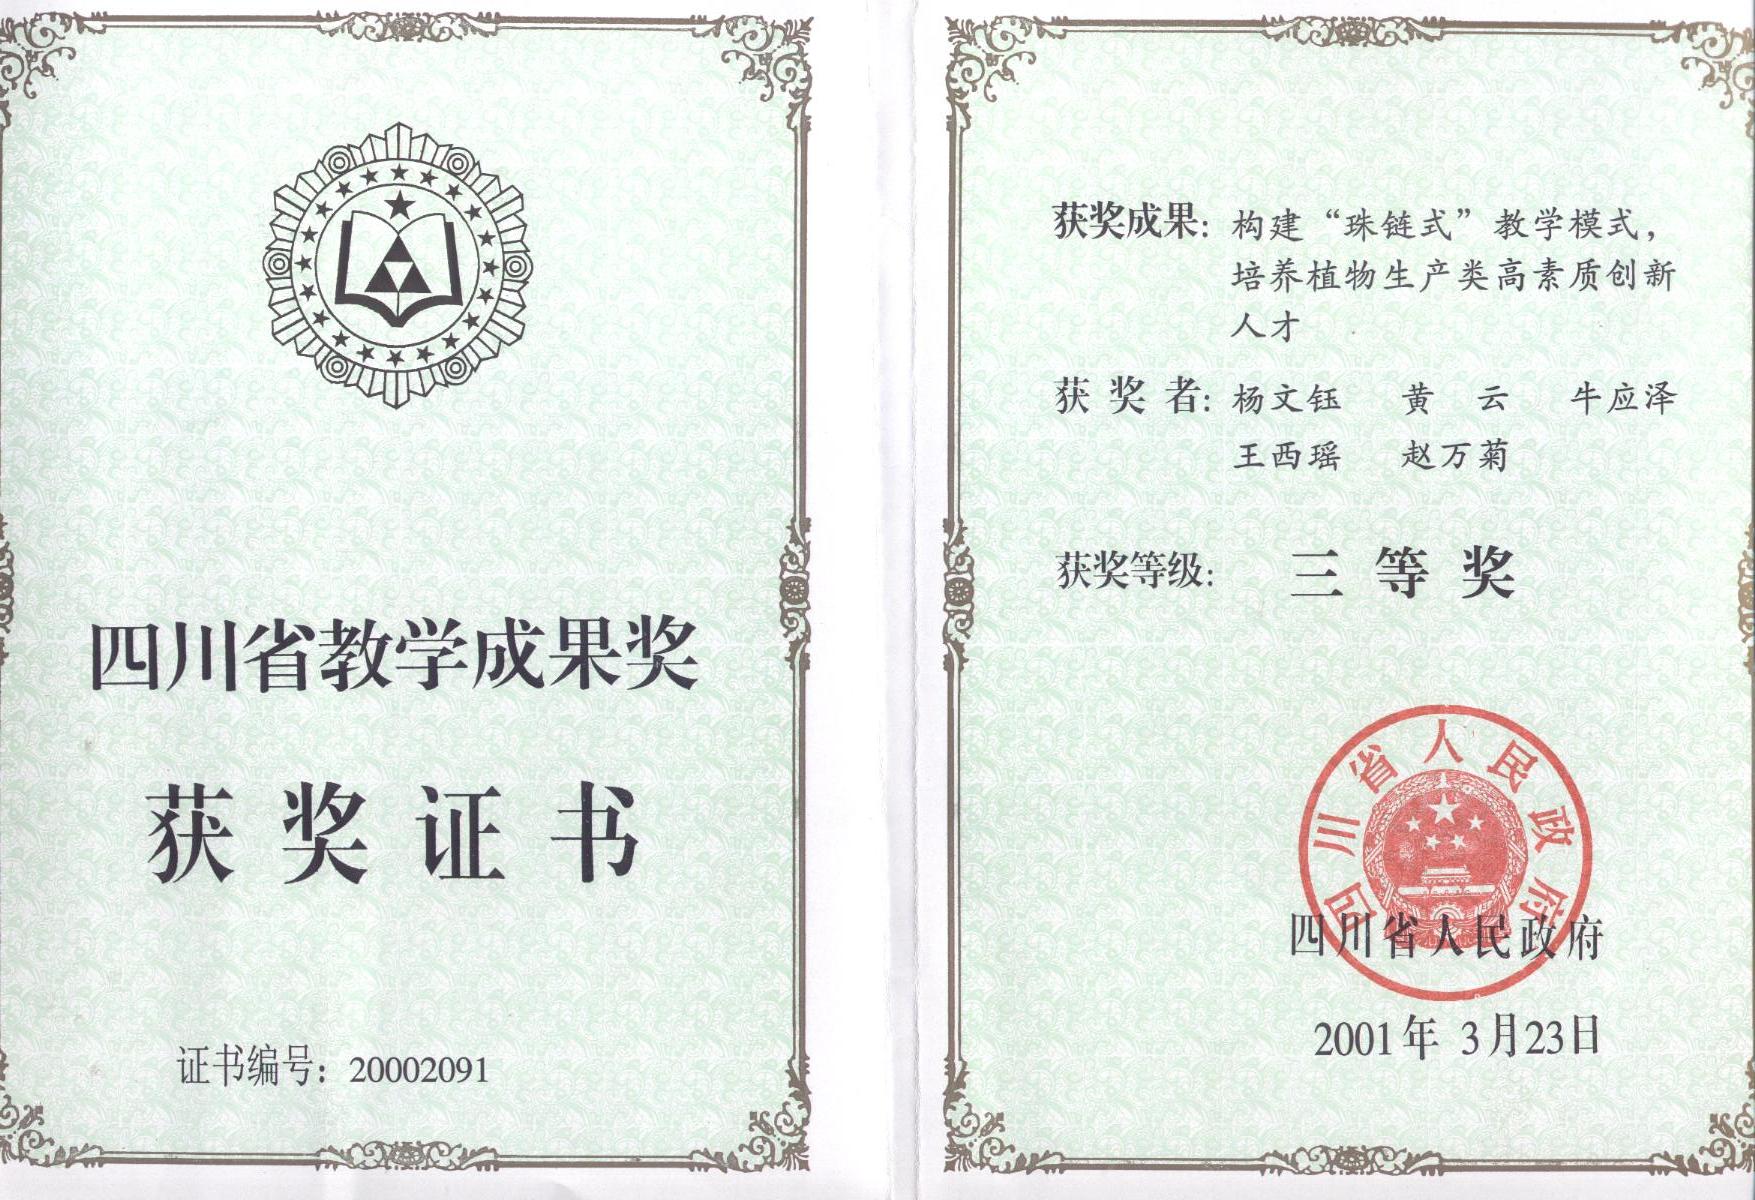 四川省教学成果奖
获奖证书
证书编号：20002091
获奖成果：构建“珠链式”教学模式，
培养植物生产类高素质创新
人才
获奖者：杨文钰 黄云 牛应泽
王西瑶 赵万菊
获奖等级：三等奖
四川省人民政府
四川省人民政府
2001年3月23日